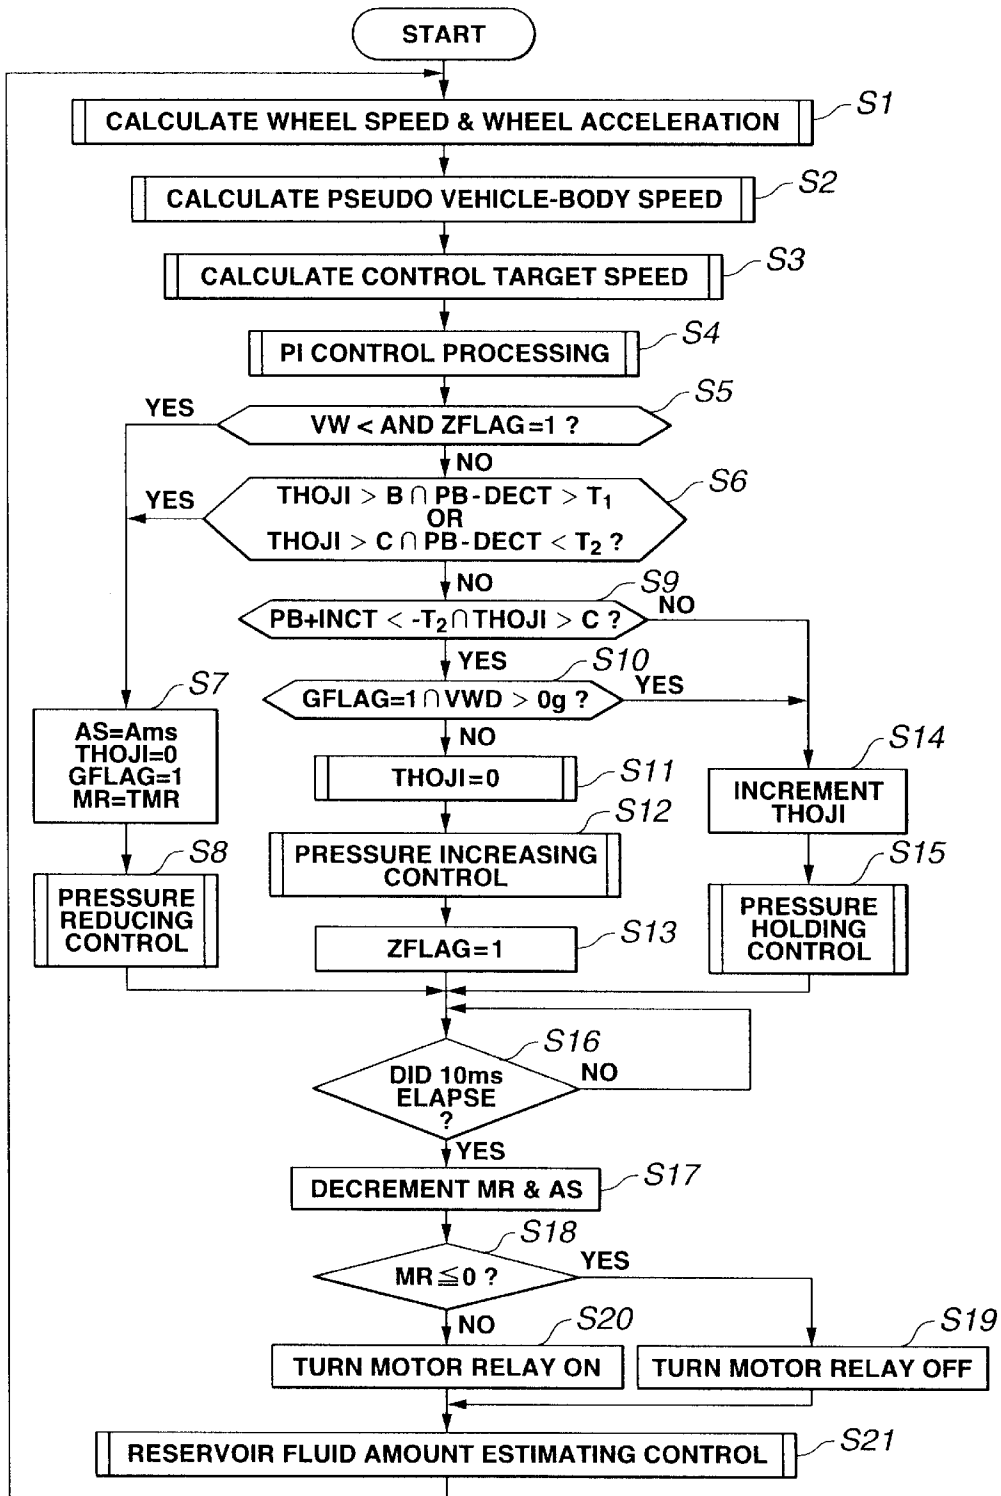 START
CALCULATE WHEEL SPEED & WHEEL ACCELERATION
S1
CALCULATE PSEUDO VEHICLE-BODY SPEED
S2
CALCULATE CONTROL TARGET SPEED
S3
PI CONTROL PROCESSING
S4
YES
VW < AND ZFLAG=1 ?
S5
NO
YES
THOJI > B ∩ PB-DECT > T1
OR
THOJI > C ∩ PB-DECT < T2 ?
S6
NO
PB+INCT < -T2 ∩ THOJI > C ?
S9
NO
YES
GFLAG=1 ∩ VWD > 0g ?
S10
YES
NO
S7
AS=Ams
THOJI=0
GFLAG=1
MR=TMR
THOJI=0
S11
S14
INCREMENT
THOJI
S8
PRESSURE
REDUCING
CONTROL
S12
PRESSURE INCREASING
CONTROL
S15
PRESSURE
HOLDING
CONTROL
ZFLAG=1
S13
S16
DID 10ms
ELAPSE
?
NO
YES
DECREMENT MR & AS
S17
S18
MR ≦ 0 ?
YES
NO
S20
TURN MOTOR RELAY ON
S19
TURN MOTOR RELAY OFF
RESERVOIR FLUID AMOUNT ESTIMATING CONTROL
S21